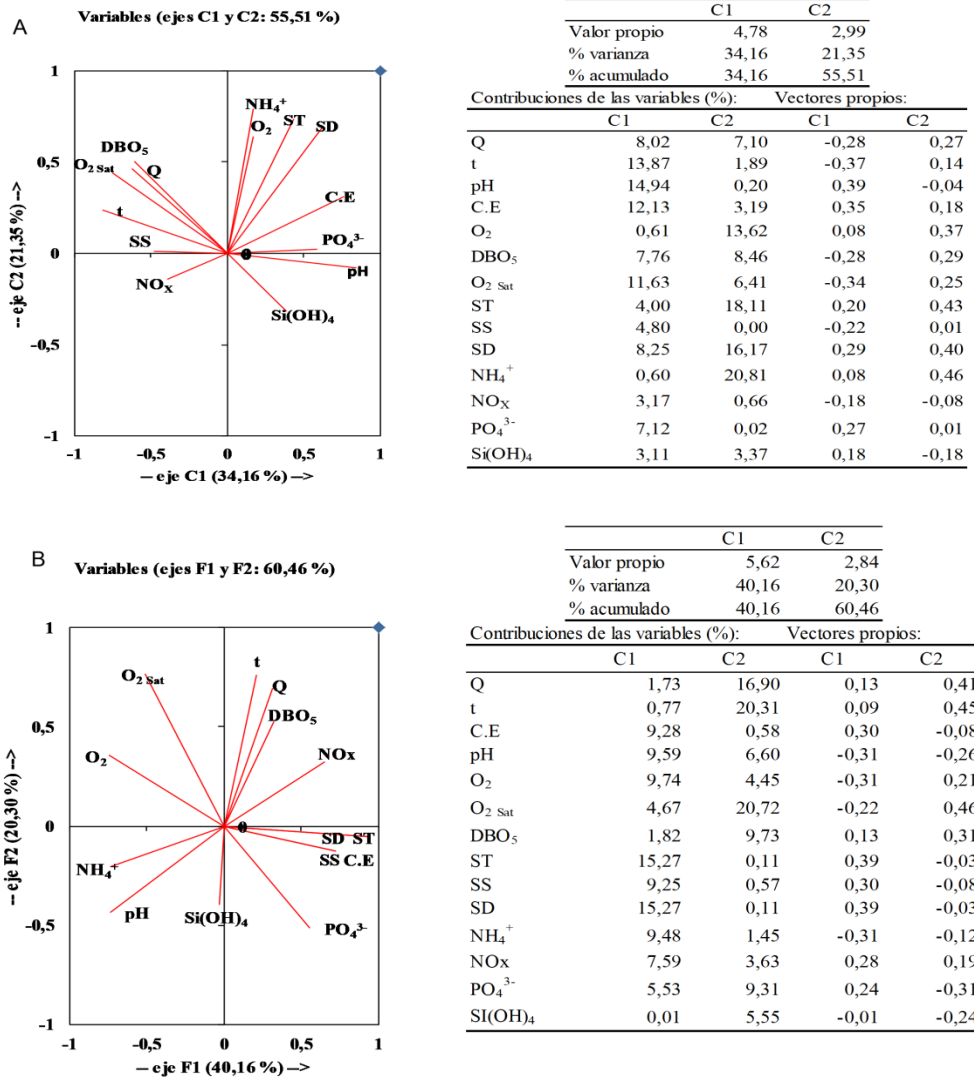 A
Variables (ejes C1 y C2: 55,51 %)
1
0,5
0
-0,5
-1
-1 -0,5 0 0,5 1
-- eje C2 (21,35 %) -->
-- eje C1 (34,16 %) -->
NH₄⁺
O₂
ST
SD
DBO₅
O₂ Sat
Q
C.E
t
SS
PO₄³⁻
pH
NOX
Si(OH)₄
C1 C2
Valor propio 4,78 2,99
% varianza 34,16 21,35
% acumulado 34,16 55,51
Contribuciones de las variables (%): Vectores propios:
C1 C2 C1 C2
Q 8,02 7,10 -0,28 0,27
t 13,87 1,89 -0,37 0,14
pH 14,94 0,20 0,39 -0,04
C.E 12,13 3,19 0,35 0,18
O₂ 0,61 13,62 0,08 0,37
DBO₅ 7,76 8,46 -0,28 0,29
O₂ Sat 11,63 6,41 -0,34 0,25
ST 4,00 18,11 0,20 0,43
SS 4,80 0,00 -0,22 0,01
SD 8,25 16,17 0,29 0,40
NH₄⁺ 0,60 20,81 0,08 0,46
NOX 3,17 0,66 -0,18 -0,08
PO₄³⁻ 7,12 0,02 0,27 0,01
Si(OH)₄ 3,11 3,37 0,18 -0,18
B
Variables (ejes F1 y F2: 60,46 %)
1
0,5
0
-0,5
-1
-1 -0,5 0 0,5 1
-- eje F2 (20,30 %) -->
-- eje F1 (40,16 %) -->
O₂ Sat
t
Q
DBO₅
O₂
NOx
SD ST
SS C.E
NH₄⁺
pH
Si(OH)₄
PO₄³⁻
C1 C2
Valor propio 5,62 2,84
% varianza 40,16 20,30
% acumulado 40,16 60,46
Contribuciones de las variables (%): Vectores propios:
C1 C2 C1 C2
Q 1,73 16,90 0,13 0,41
t 0,77 20,31 0,09 0,45
C.E 9,28 0,58 0,30 -0,08
pH 9,59 6,60 -0,31 -0,26
O₂ 9,74 4,45 -0,31 0,21
O₂ Sat 4,67 20,72 -0,22 0,46
DBO₅ 1,82 9,73 0,13 0,31
ST 15,27 0,11 0,39 -0,03
SS 9,25 0,57 0,30 -0,08
SD 15,27 0,11 0,39 -0,03
NH₄⁺ 9,48 1,45 -0,31 -0,12
NOx 7,59 3,63 0,28 0,19
PO₄³⁻ 5,53 9,31 0,24 -0,31
SI(OH)₄ 0,01 5,55 -0,01 -0,24